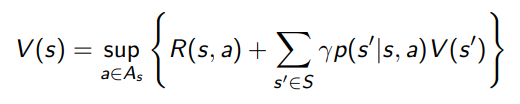 V(s) = sup_{a∈A_s} { R(s, a) + ∑_{s′∈S} γp(s′|s, a)V(s′) }